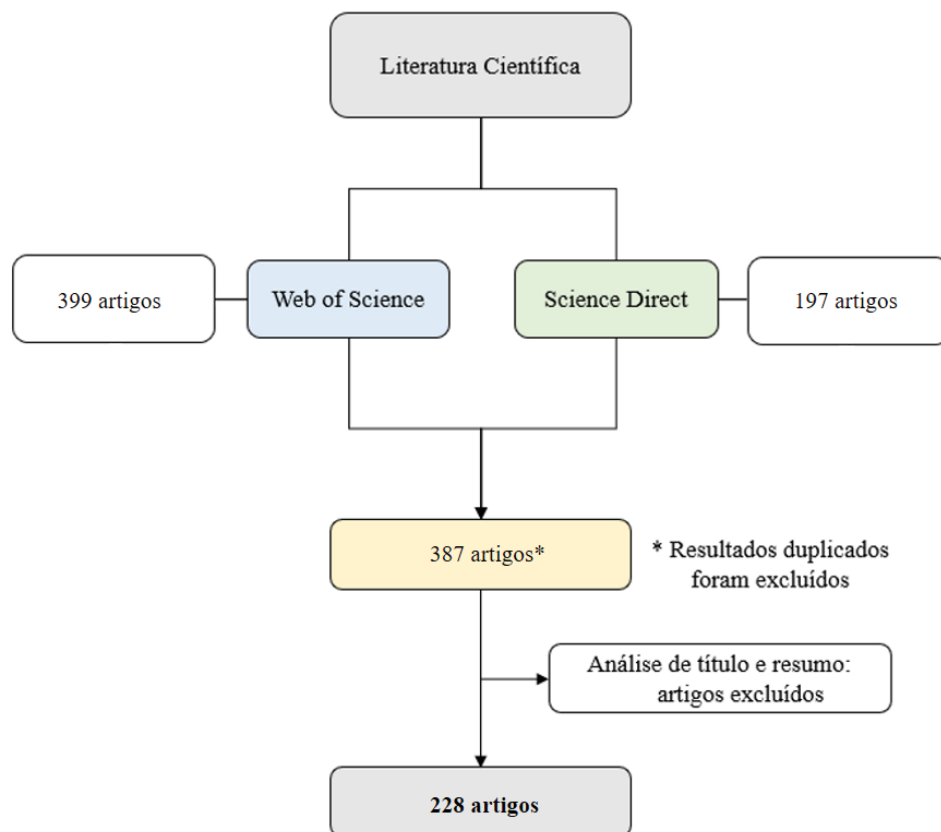 Literatura Científica
399 artigos
Web of Science
Science Direct
197 artigos
387 artigos*
* Resultados duplicados
foram excluídos
Análise de título e resumo:
artigos excluídos
228 artigos